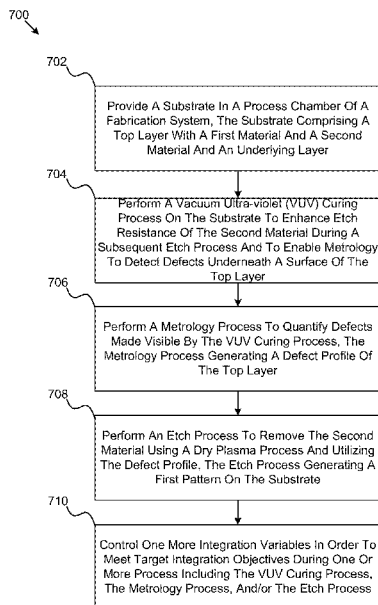 700
702
Provide A Substrate In A Process Chamber Of A
Fabrication System, The Substrate Comprising A
Top Layer With A First Material And A Second
Material And An Underlying Layer
704
Perform A Vacuum Ultra-violet (VUV) Curing
Process On The Substrate To Enhance Etch
Resistance Of The Second Material During A
Subsequent Etch Process And To Enable Metrology
To Detect Defects Underneath A Surface Of The
Top Layer
706
Perform A Metrology Process To Quantify Defects
Made Visible By The VUV Curing Process, The
Metrology Process Generating A Defect Profile Of
The Top Layer
708
Perform An Etch Process To Remove The Second
Material Using A Dry Plasma Process And Utilizing
The Defect Profile, The Etch Process Generating A
First Pattern On The Substrate
710
Control One More Integration Variables In Order To
Meet Target Integration Objectives During One Or
More Process Including The VUV Curing Process,
The Metrology Process, And/or The Etch Process